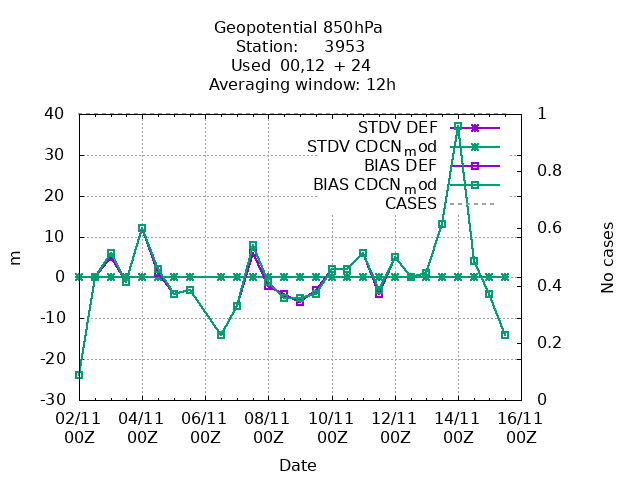 Geopotential 850hPa
Station: 3953
Used 00,12 + 24
Averaging window: 12h
STDV DEF
STDV CDCNmod
BIAS DEF
BIAS CDCNmod
CASES
40
30
20
10
0
-10
-20
-30
m
1
0.8
0.6
0.4
0.2
0
No cases
02/11 04/11 06/11 08/11 10/11 12/11 14/11 16/11
00Z 00Z 00Z 00Z 00Z 00Z 00Z 00Z
Date